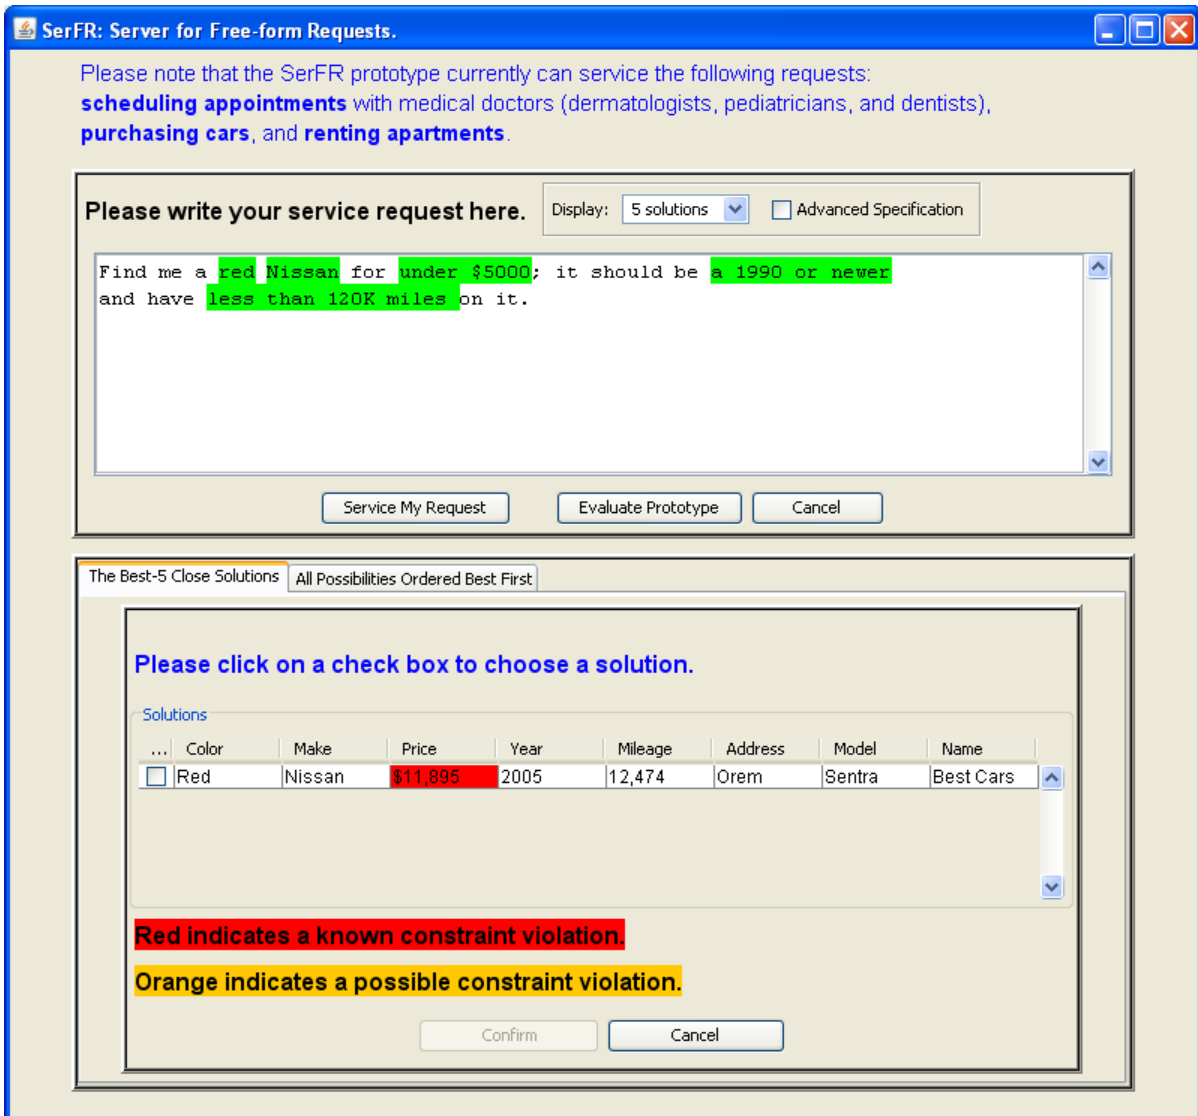 SerFR: Server for Free-form Requests.
Please note that the SerFR prototype currently can service the following requests:
scheduling appointments with medical doctors (dermatologists, pediatricians, and dentists),
purchasing cars, and renting apartments.
Please write your service request here. Display: 5 solutions Advanced Specification
Find me a red Nissan for under $5000; it should be a 1990 or newer
and have less than 120K miles on it.
Service My Request Evaluate Prototype Cancel
The Best-5 Close Solutions All Possibilities Ordered Best First
Please click on a check box to choose a solution.
Solutions
... Color Make Price Year Mileage Address Model Name
Red Nissan $11,895 2005 12,474 Orem Sentra Best Cars
Red indicates a known constraint violation.
Orange indicates a possible constraint violation.
Confirm Cancel